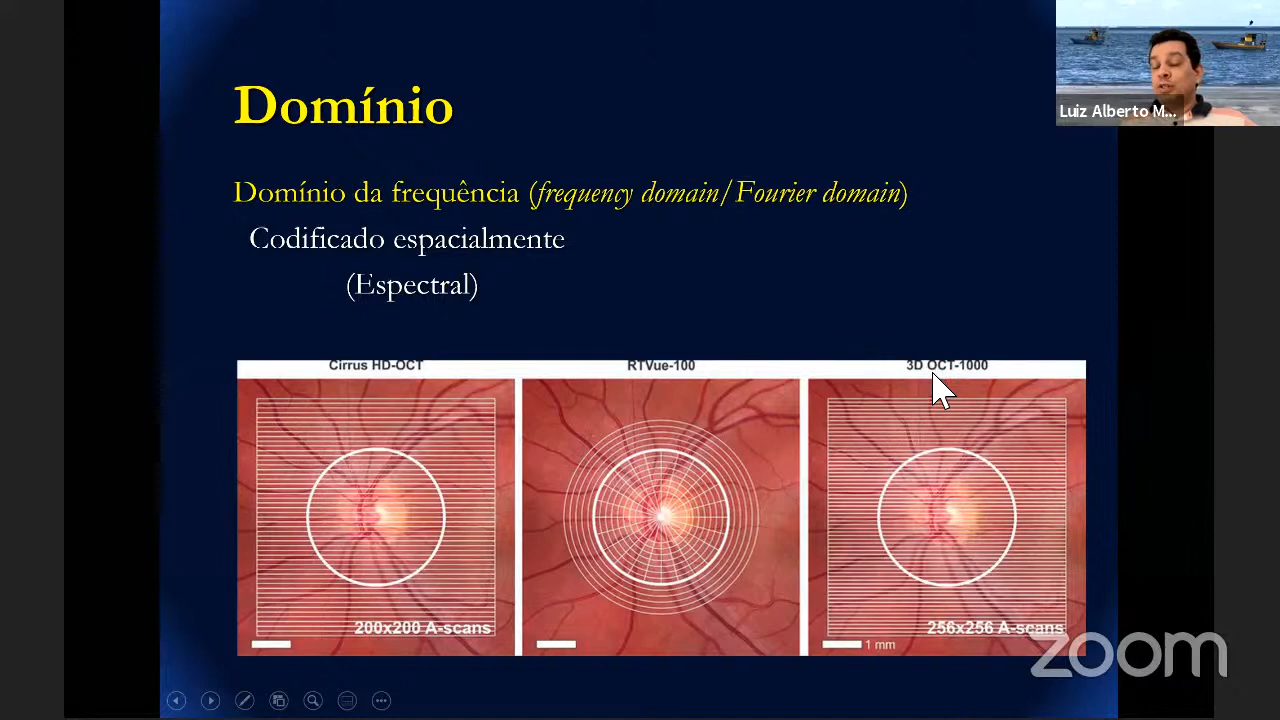 Domínio
Luiz Alberto M...
Domínio da frequência (frequency domain/Fourier domain)
Codificado espacialmente
(Espectral)
Cirrus HD-OCT
RTVue-100
3D OCT-1000
200x200 A-scans
256x256 A-scans
1 mm
zoom